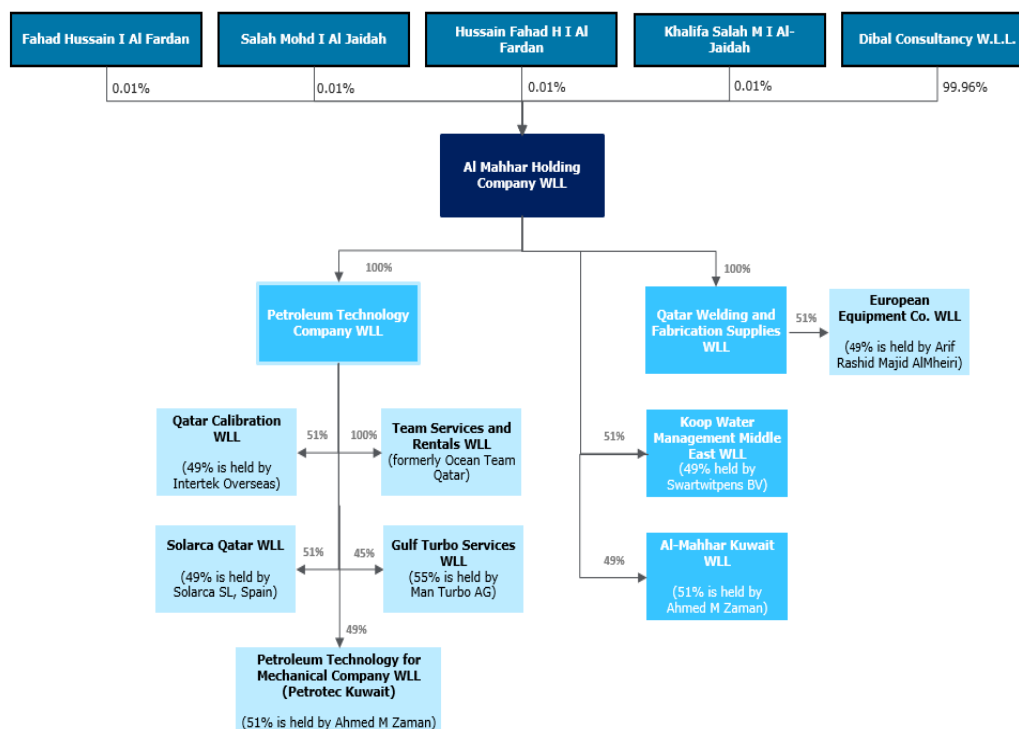 Fahad Hussain I Al Fardan
Salah Mohd I Al Jaidah
Hussain Fahad H I Al
Fardan
Khalifa Salah M I Al-
Jaidah
Dibal Consultancy W.L.L.
0.01%
0.01%
0.01%
0.01%
99.96%
Al Mahhar Holding
Company WLL
100%
100%
Petroleum Technology
Company WLL
Qatar Welding and
Fabrication Supplies
WLL
51%
European
Equipment Co. WLL
(49% is held by Arif
Rashid Majid AlMheiri)
Qatar Calibration
WLL
(49% is held by
Intertek Overseas)
51%
100%
Team Services and
Rentals WLL
(formerly Ocean Team
Qatar)
51%
Koop Water
Management Middle
East WLL
(49% held by
Swartwitpens BV)
Solarca Qatar WLL
(49% is held by
Solarca SL, Spain)
51%
45%
Gulf Turbo Services
WLL
(55% is held by
Man Turbo AG)
49%
Al-Mahhar Kuwait
WLL
(51% is held by
Ahmed M Zaman)
49%
Petroleum Technology for
Mechanical Company WLL
(Petrotec Kuwait)
(51% is held by Ahmed M Zaman)